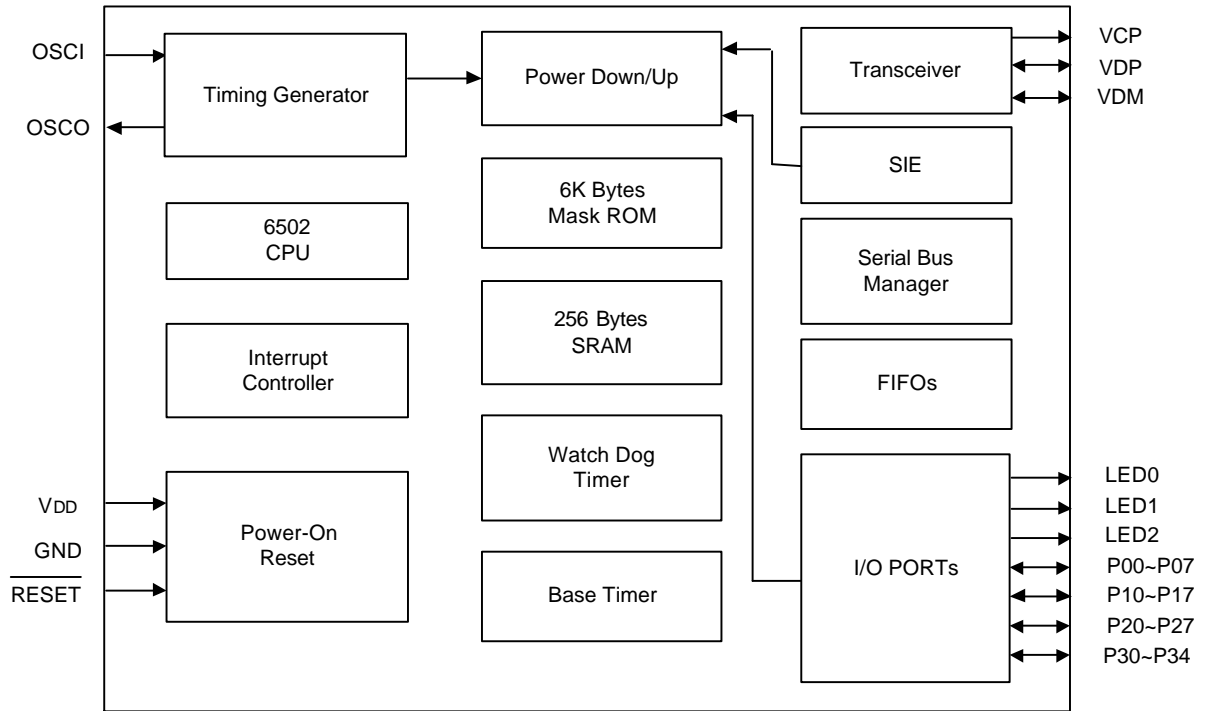 OSCI
OSCO
Timing Generator
Power Down/Up
Transceiver
VCP
VDP
VDM
SIE
6502
CPU
6K Bytes
Mask ROM
Serial Bus
Manager
Interrupt
Controller
256 Bytes
SRAM
FIFOs
VDD
GND
RESET
Power-On
Reset
Watch Dog
Timer
Base Timer
I/O PORTs
LED0
LED1
LED2
P00~P07
P10~P17
P20~P27
P30~P34